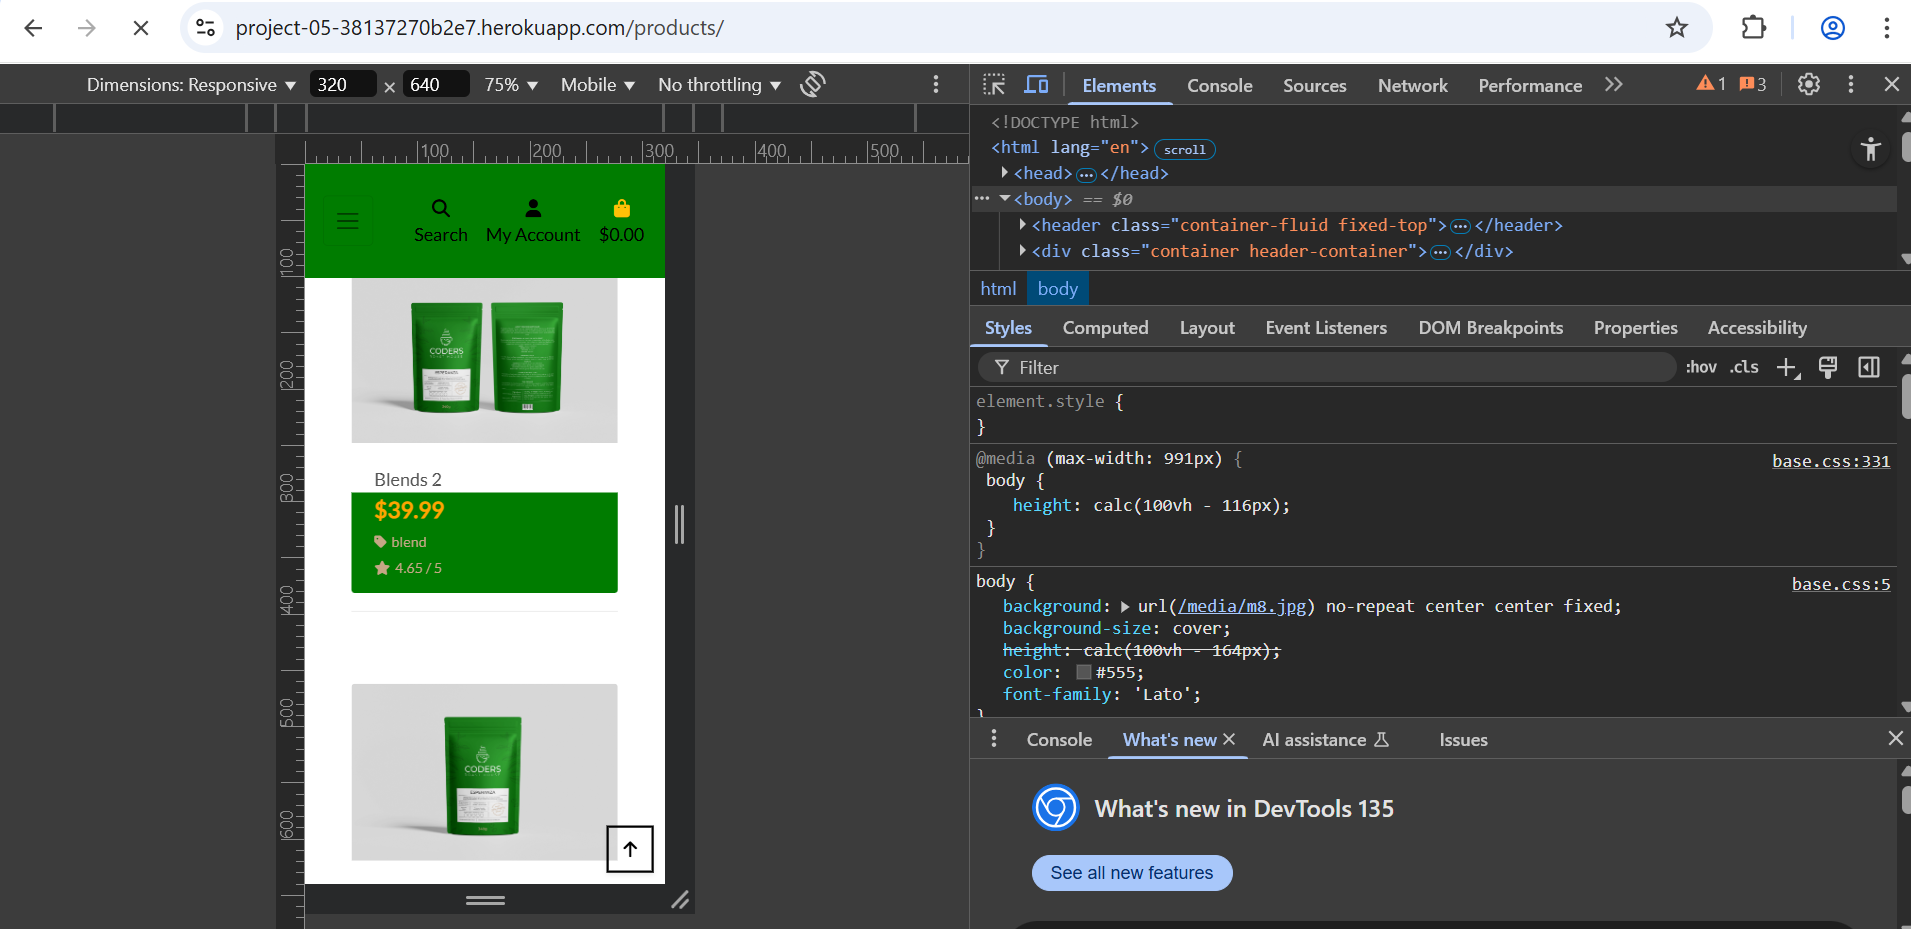 project-05-38137270b2e7.herokuapp.com/products/
Dimensions: Responsive ▼ 320 × 640 75% ▼ Mobile ▼ No throttling ▼
Elements Console Sources Network Performance 1 3
100 200 300 400 500
100
200
300
400
500
600
Search My Account $0.00
CODERS
Blends 2
$39.99
blend
4.65 / 5
CODERS
<!DOCTYPE html>
<html lang="en"> scroll
<head> … </head>
… <body> == $0
<header class="container-fluid fixed-top"> … </header>
<div class="container header-container"> … </div>
html body
Styles Computed Layout Event Listeners DOM Breakpoints Properties Accessibility
Filter :hov .cls
element.style {
}
@media (max-width: 991px) { base.css:331
body {
height: calc(100vh - 116px);
}
}
body { base.css:5
background: url(/media/m8.jpg) no-repeat center center fixed;
background-size: cover;
height: calc(100vh - 164px);
color: #555;
font-family: 'Lato';
}
Console What's new AI assistance Issues
What's new in DevTools 135
See all new features